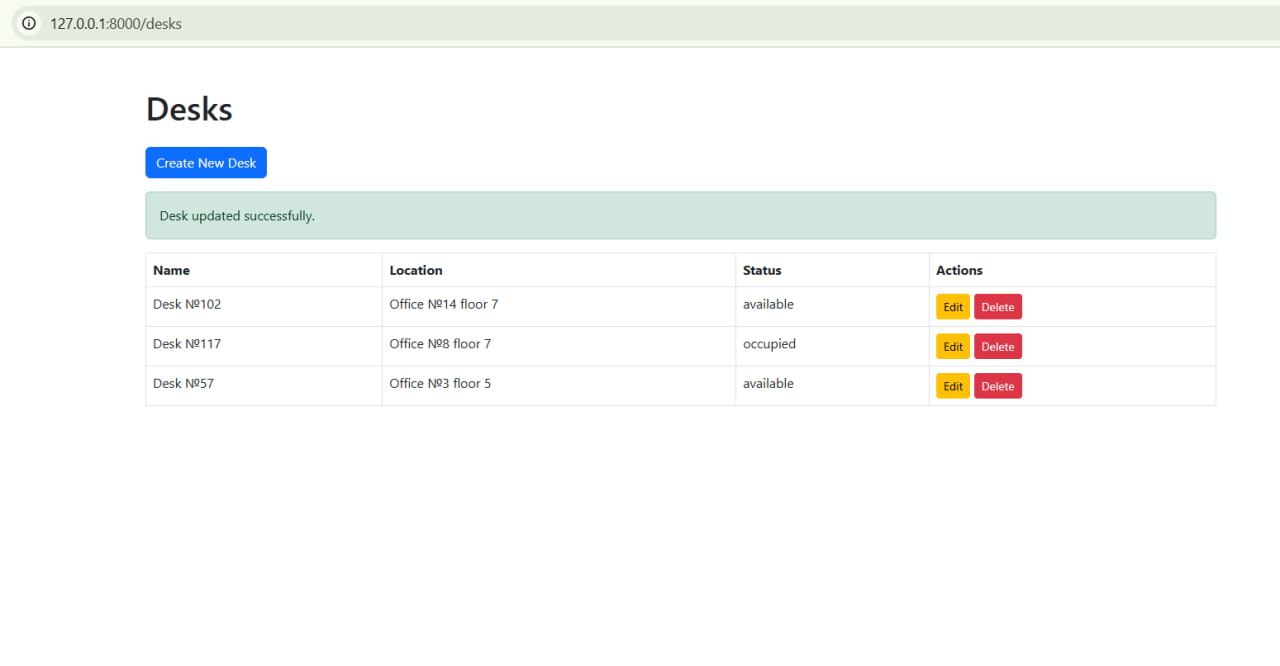 127.0.0.1:8000/desks
Desks
Create New Desk
Desk updated successfully.
Name Location Status Actions
Desk №102 Office №14 floor 7 available Edit Delete
Desk №117 Office №8 floor 7 occupied Edit Delete
Desk №57 Office №3 floor 5 available Edit Delete